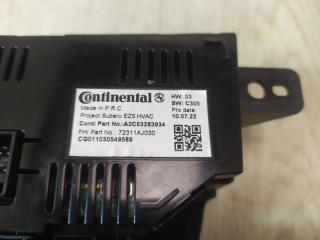 Continental
Made in P.R.C.
Project Subaru EZ5 HVAC
Conti Part No.:A2C53283934
FHI Part No.: 72311AJ030
CG011030549589
HW: 03
SW: C305
Pro date:
10.07.22